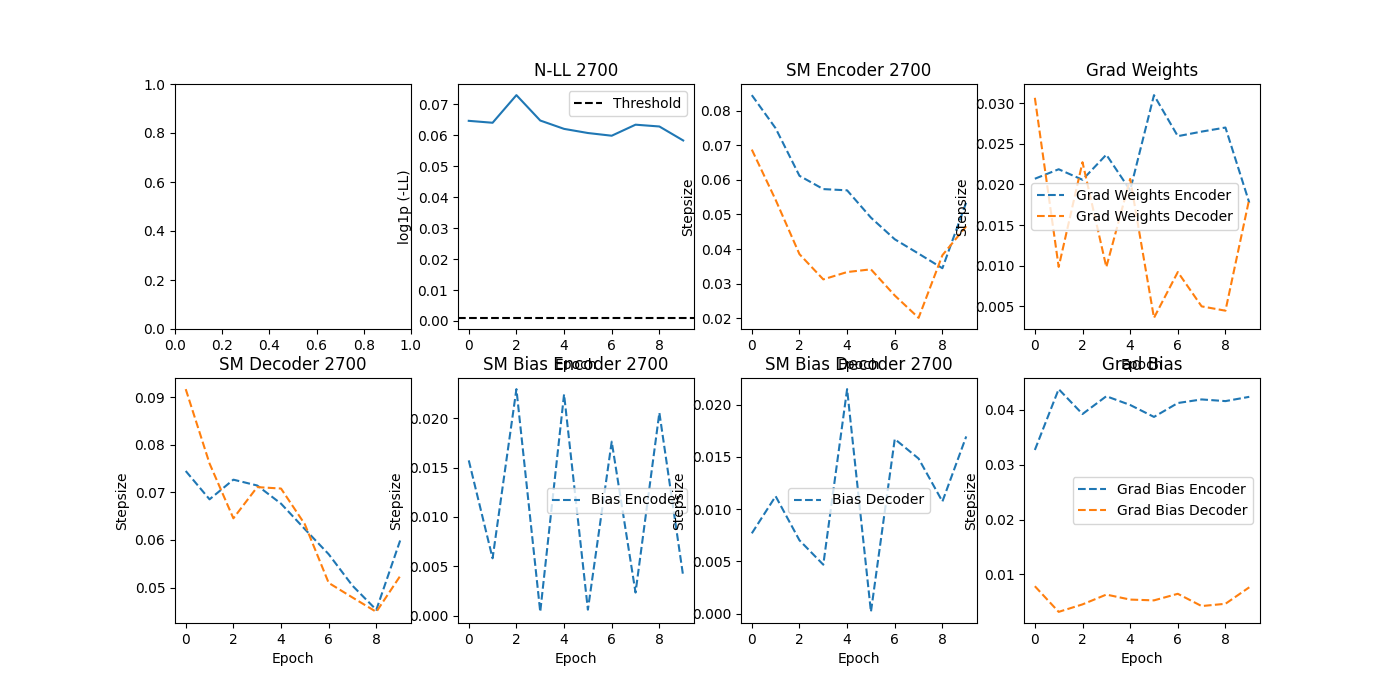 N-LL 2700
SM Encoder 2700
Grad Weights
1.0
0.8
0.6
0.4
0.2
0.0
0.0 0.2 0.4 0.6 0.8 1.0
log1p (-LL)
0.07
0.06
0.05
0.04
0.03
0.02
0.01
0.00
Threshold
0 2 4 6 8
Epoch
Stepsize
0.08
0.07
0.06
0.05
0.04
0.03
0.02
0 2 4 6 8
Epoch
Stepsize
0.030
0.025
0.020
0.015
0.010
0.005
Grad Weights Encoder
Grad Weights Decoder
0 2 4 6 8
Epoch
SM Decoder 2700
SM Bias Encoder 2700
SM Bias Decoder 2700
Grad Bias
Stepsize
0.09
0.08
0.07
0.06
0.05
0 2 4 6 8
Epoch
Stepsize
0.020
0.015
0.010
0.005
0.000
Bias Encoder
0 2 4 6 8
Epoch
Stepsize
0.020
0.015
0.010
0.005
0.000
Bias Decoder
0 2 4 6 8
Epoch
Stepsize
0.04
0.03
0.02
0.01
Grad Bias Encoder
Grad Bias Decoder
0 2 4 6 8
Epoch